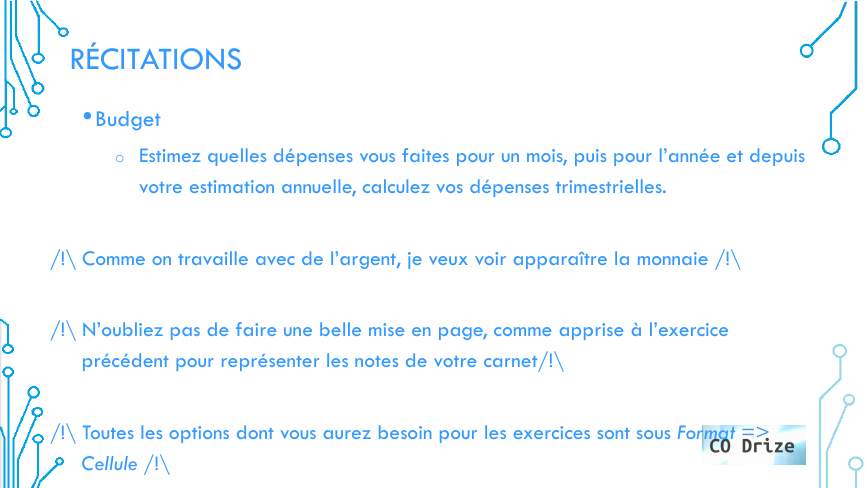 RÉCITATIONS
•Budget
o Estimez quelles dépenses vous faites pour un mois, puis pour l’année et depuis
votre estimation annuelle, calculez vos dépenses trimestrielles.
/!\ Comme on travaille avec de l’argent, je veux voir apparaître la monnaie /!\
/!\ N’oubliez pas de faire une belle mise en page, comme apprise à l’exercice
précédent pour représenter les notes de votre carnet/!\
/!\ Toutes les options dont vous aurez besoin pour les exercices sont sous Format =>
Cellule /!\
CO Drize